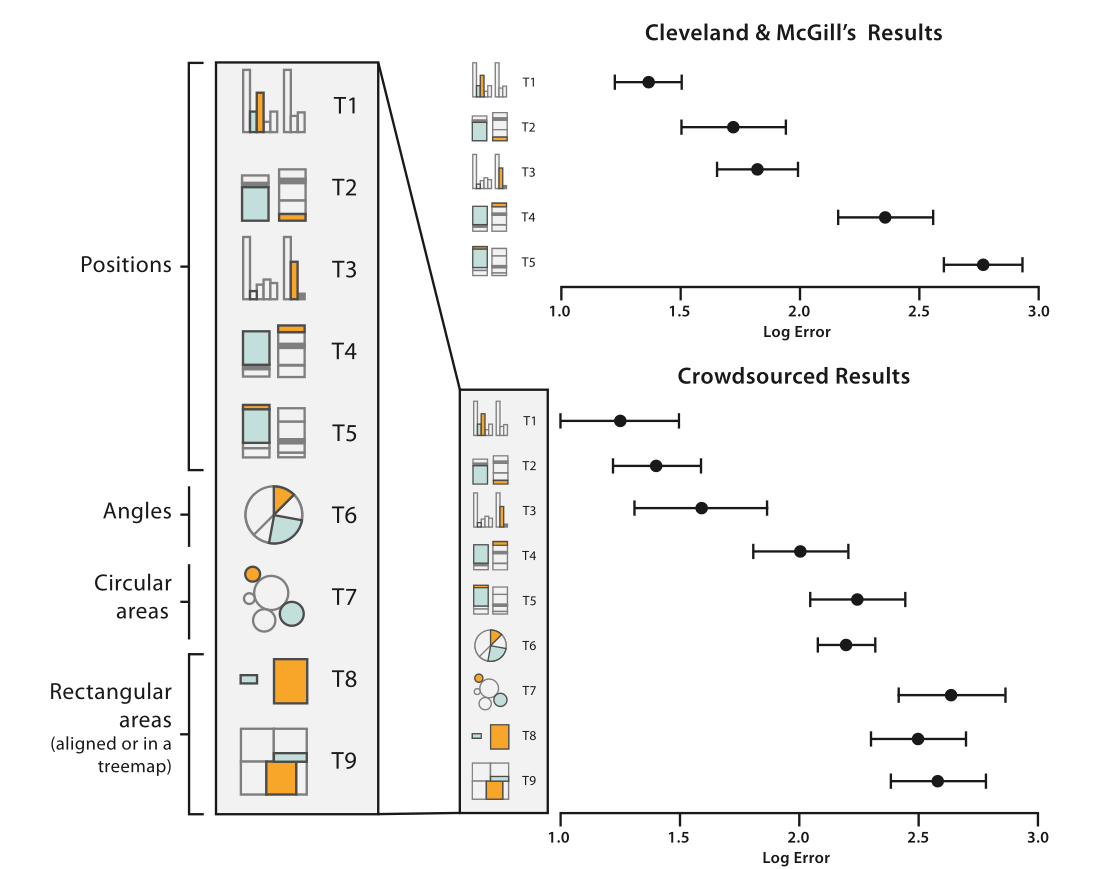 Cleveland & McGill's  Results
T1
T2
T3
T4
T5
1.0 1.5 2.0 2.5 3.0
Log Error
Positions
T1
T2
T3
T4
T5
Angles
T6
Circular
areas
T7
Rectangular
areas
(aligned or in a
treemap)
T8
T9
Crowdsourced Results
T1
T2
T3
T4
T5
T6
T7
T8
T9
1.0 1.5 2.0 2.5 3.0
Log Error